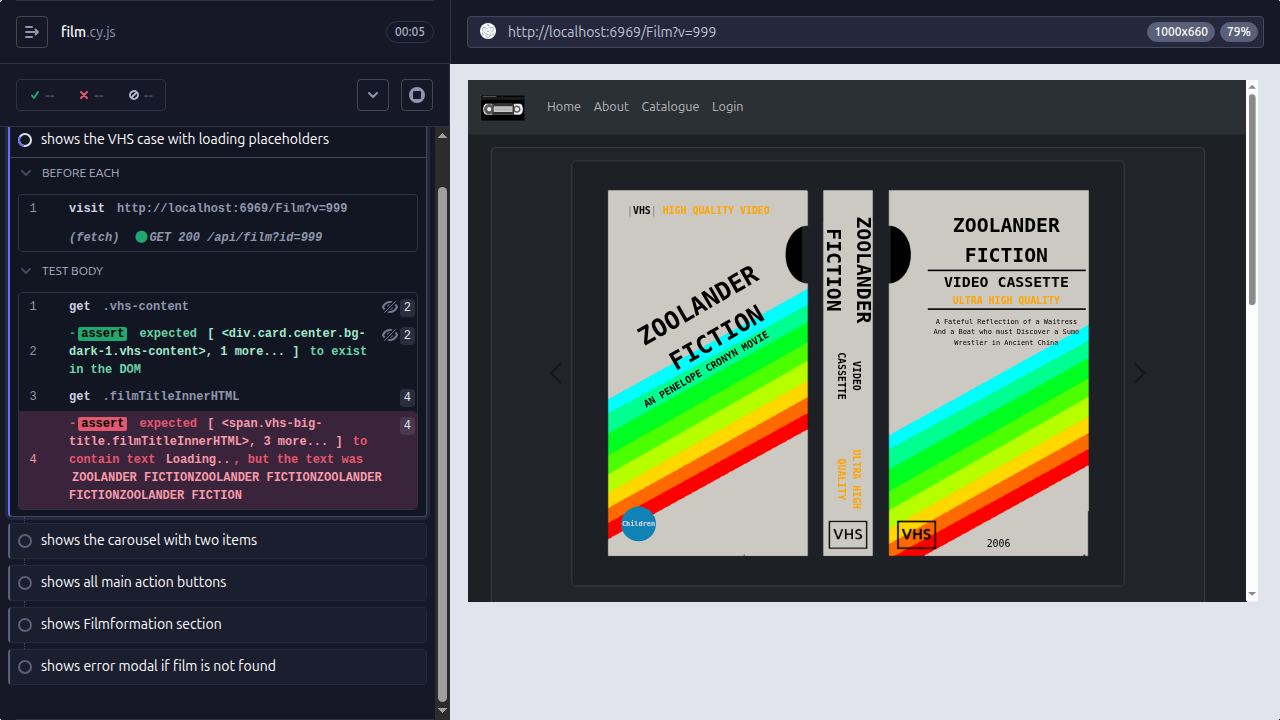 film.cy.js
00:05
http://localhost:6969/Film?v=999
1000x660
79%
--
--
--
shows the VHS case with loading placeholders
BEFORE EACH
1 visit http://localhost:6969/Film?v=999
(fetch) GET 200 /api/film?id=999
TEST BODY
1 get .vhs-content 2
-assert expected [ <div.card.center.bg-
2
2 dark-1.vhs-content>, 1 more... ] to exist
in the DOM
3 get .filmTitleInnerHTML 4
-assert expected [ <span.vhs-big-
4
title.filmTitleInnerHTML>, 3 more... ] to
4 contain text Loading.., but the text was
ZOOLANDER FICTIONZOOLANDER FICTIONZOOLANDER
FICTIONZOOLANDER FICTION
shows the carousel with two items
shows all main action buttons
shows Filmformation section
shows error modal if film is not found
Home About Catalogue Login
|VHS| HIGH QUALITY VIDEO
ZOOLANDER
FICTION
AN PENELOPE CRONYN MOVIE
Children
ZOOLANDER
FICTION
VIDEO
CASSETTE
ULTRA HIGH
QUALITY
VHS
ZOOLANDER
FICTION
VIDEO CASSETTE
ULTRA HIGH QUALITY
A Fateful Reflection of a Waitress
And a Boat who must Discover a Sumo
Wrestler in Ancient China
VHS
2006